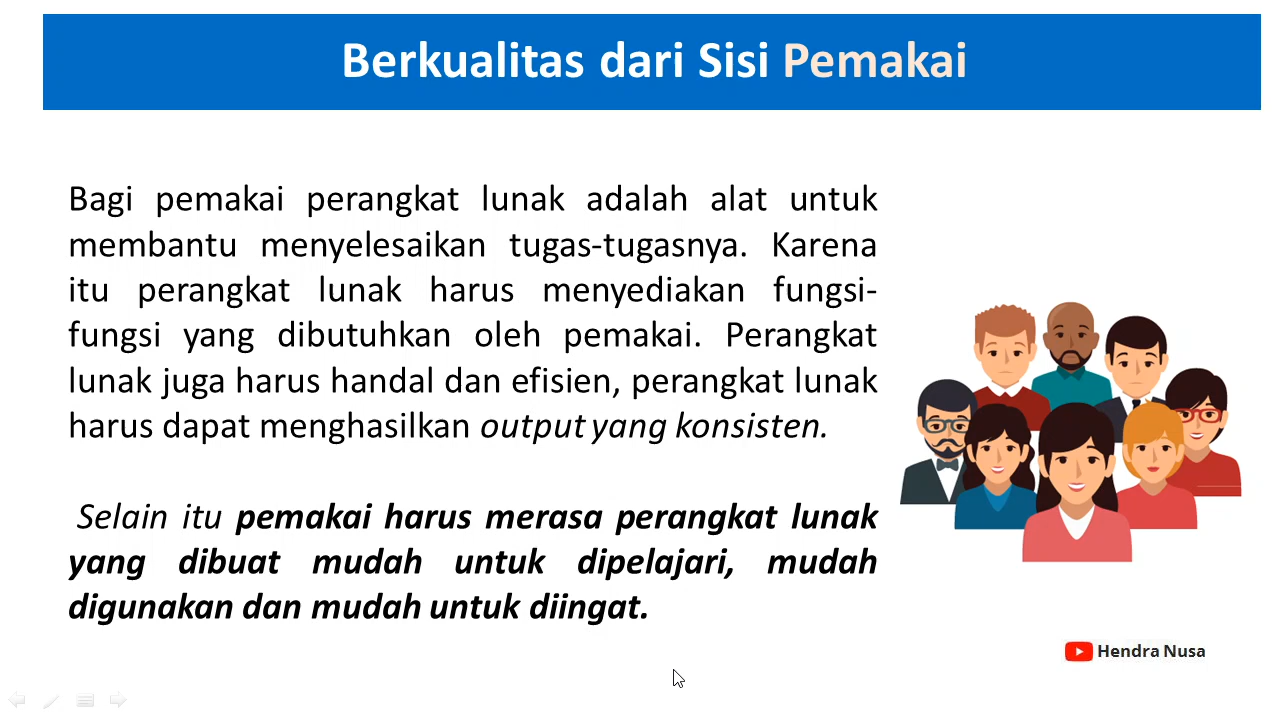 Berkualitas dari Sisi Pemakai
Bagi pemakai perangkat lunak adalah alat untuk
membantu menyelesaikan tugas-tugasnya. Karena
itu perangkat lunak harus menyediakan fungsi-
fungsi yang dibutuhkan oleh pemakai. Perangkat
lunak juga harus handal dan efisien, perangkat lunak
harus dapat menghasilkan output yang konsisten.
Selain itu pemakai harus merasa perangkat lunak
yang dibuat mudah untuk dipelajari, mudah
digunakan dan mudah untuk diingat.
Hendra Nusa